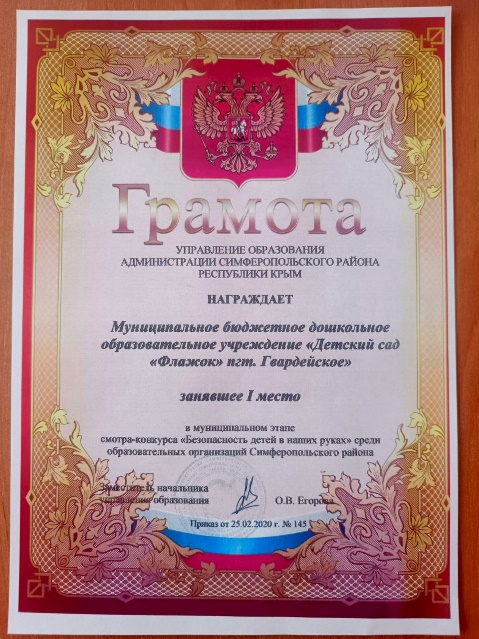 Грамота
УПРАВЛЕНИЕ ОБРАЗОВАНИЯ
АДМИНИСТРАЦИИ СИМФЕРОПОЛЬСКОГО РАЙОНА
РЕСПУБЛИКИ КРЫМ
НАГРАЖДАЕТ
Муниципальное бюджетное дошкольное
образовательное учреждение «Детский сад
«Флажок» пгт. Гвардейское»
занявшее I место
в муниципальном этапе
смотра-конкурса «Безопасность детей в наших руках» среди
образовательных организаций Симферопольского района
Заместитель начальника
управления образования О.В. Егорова
Приказ от 25.02.2020 г. № 145